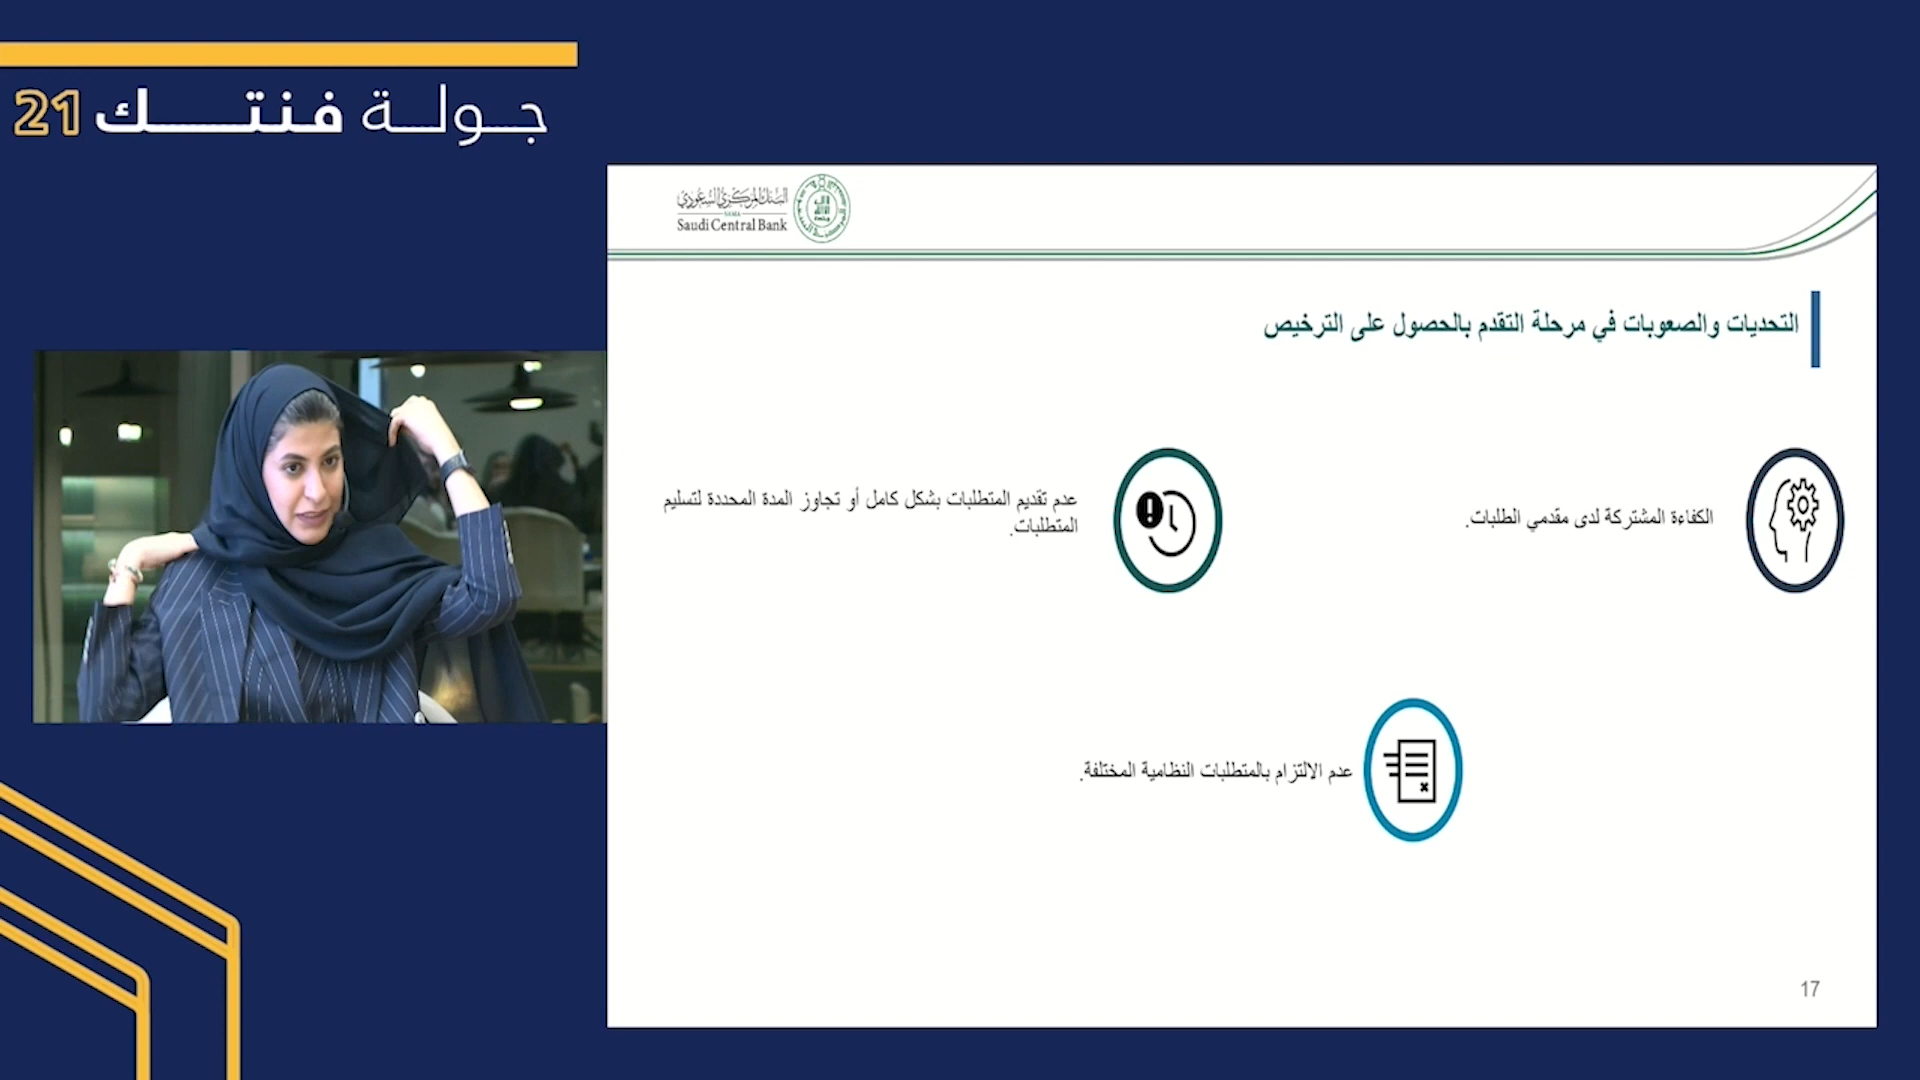 جولة فنتك 21
البنك المركزي السعودي
SAMA
Saudi Central Bank
التحديات والصعوبات في مرحلة التقدم بالحصول على الترخيص
الكفاءة المشتركة لدى مقدمي الطلبات.
عدم تقديم المتطلبات بشكل كامل أو تجاوز المدة المحددة لتسليم
المتطلبات.
عدم الالتزام بالمتطلبات النظامية المختلفة.
17